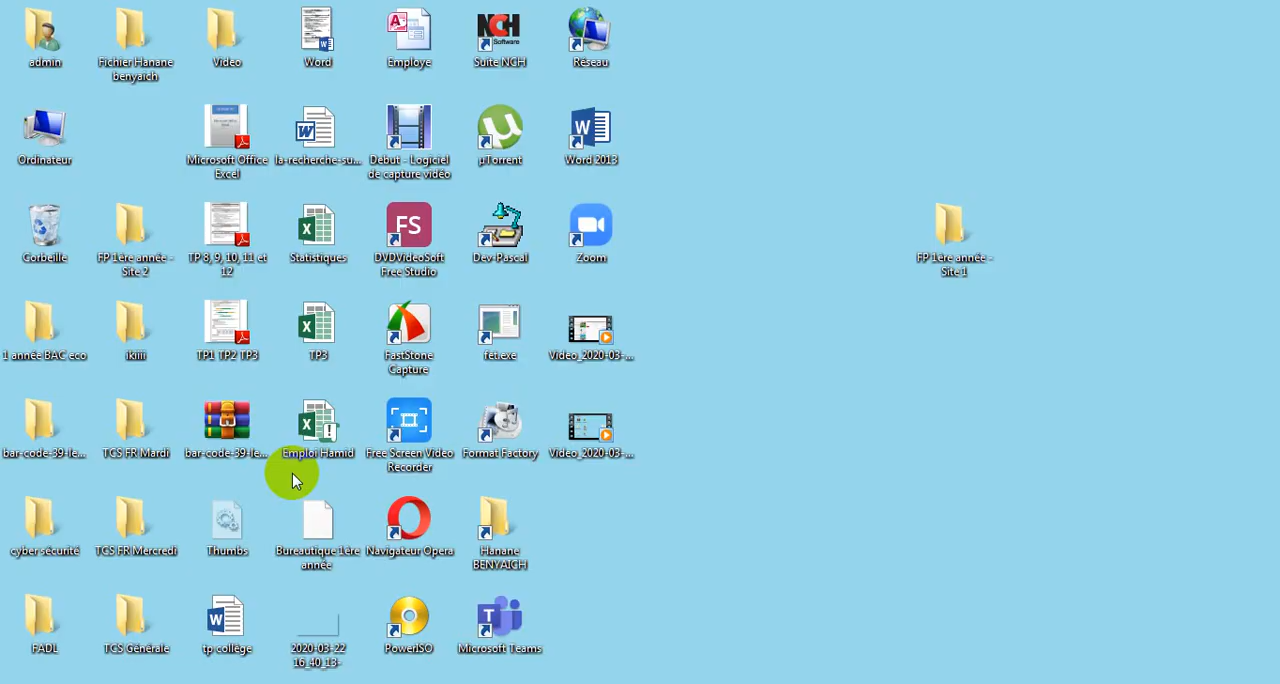 admin
Fichier Hanane
benyaich
Vidéo
Word
Employe
Suite NCH
Réseau
Ordinateur
Microsoft Office
Excel
la-recherche-su...
Début - Logiciel
de capture vidéo
µTorrent
Word 2013
Corbeille
FP 1ère année -
Site 2
TP 8, 9, 10, 11 et
12
Statistiques
DVDVideoSoft
Free Studio
Dev-Pascal
Zoom
FP 1ère année -
Site 1
1 année BAC eco
ikiiii
TP1 TP2 TP3
TP3
FastStone
Capture
fet.exe
Video_2020-03-...
bar-code-39-le...
TCS FR Mardi
bar-code-39-le...
Emploi Hamid
Free Screen Video
Recorder
Format Factory
Video_2020-03-...
cyber sécurité
TCS FR Mercredi
Thumbs
Bureautique 1ère
année
Navigateur Opera
Hanane
BENYAICH
FADL
TCS Générale
tp collège
2020-03-22
16_40_13-
PowerISO
Microsoft Teams
NCH
Software
FS